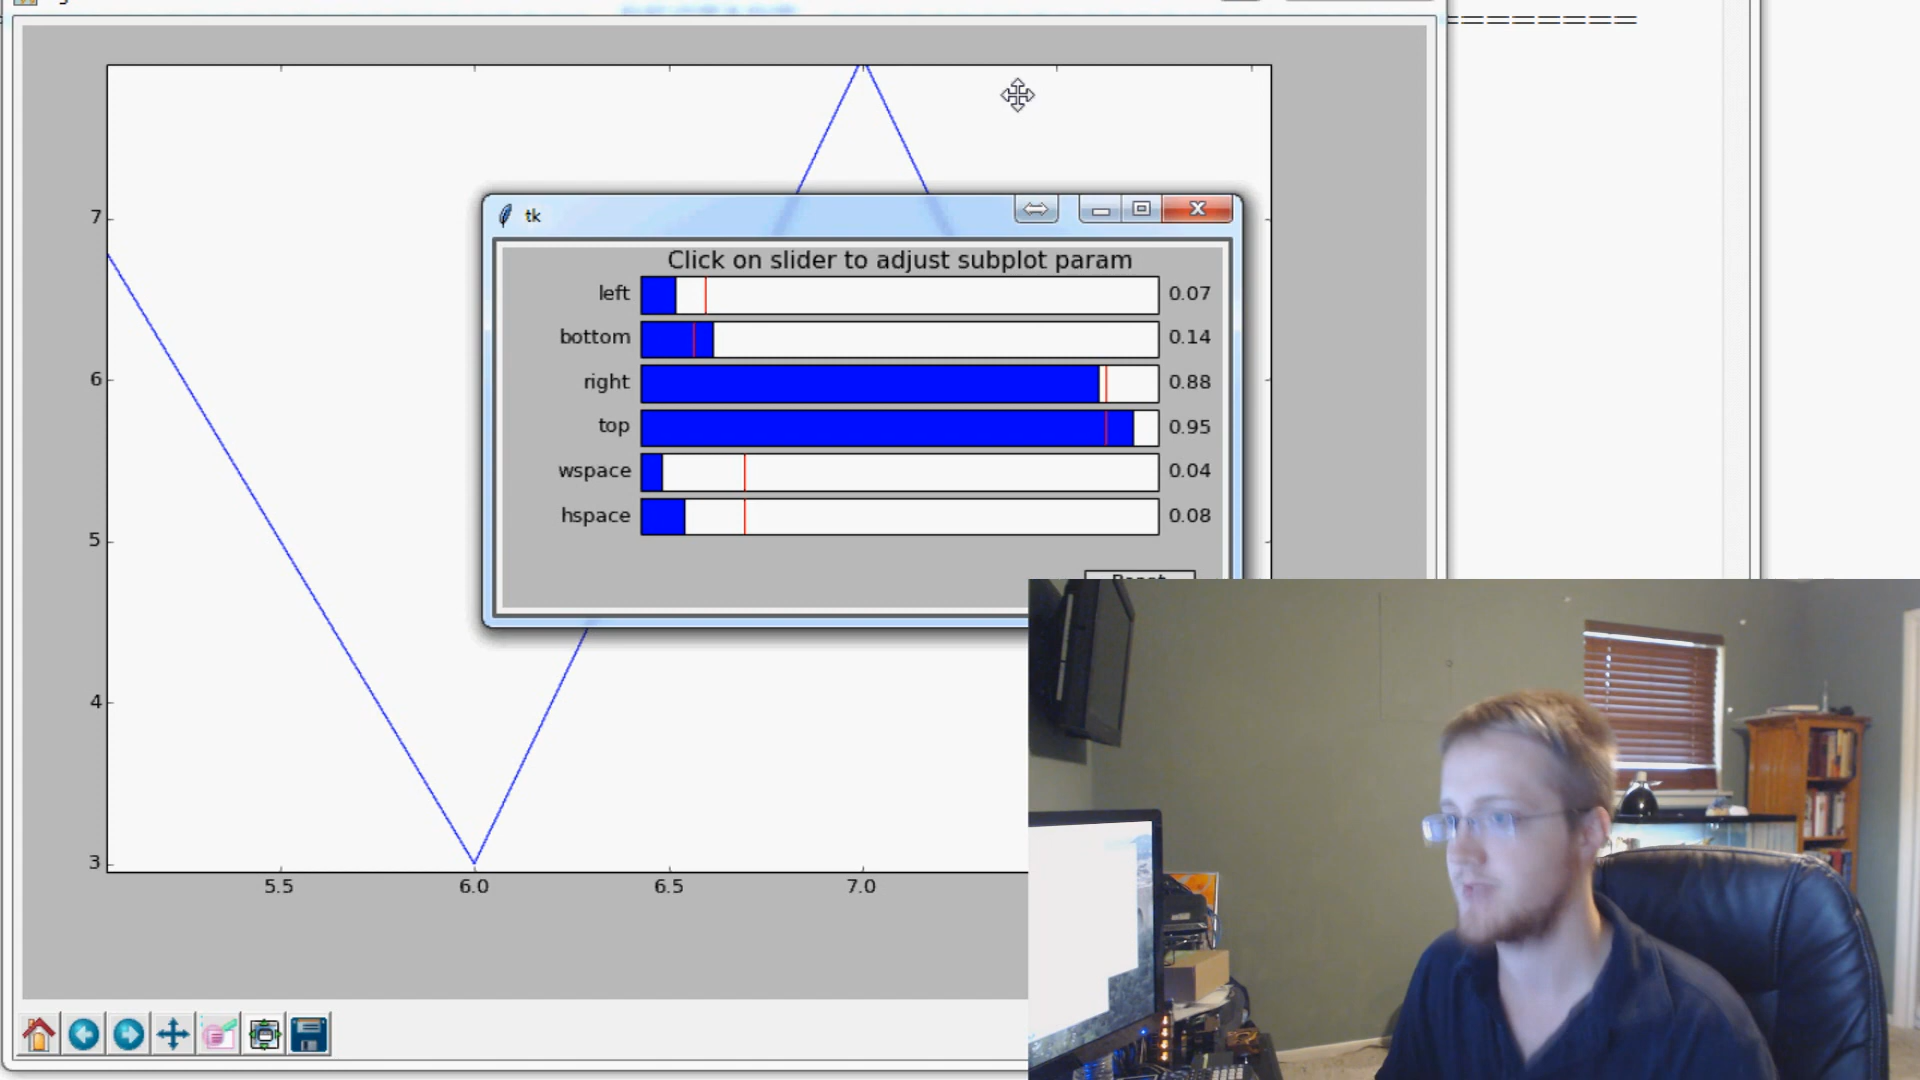 =========
tk
Click on slider to adjust subplot param
left 0.07
bottom 0.14
right 0.88
top 0.95
wspace 0.04
hspace 0.08
7
6
5
4
3
5.5 6.0 6.5 7.0